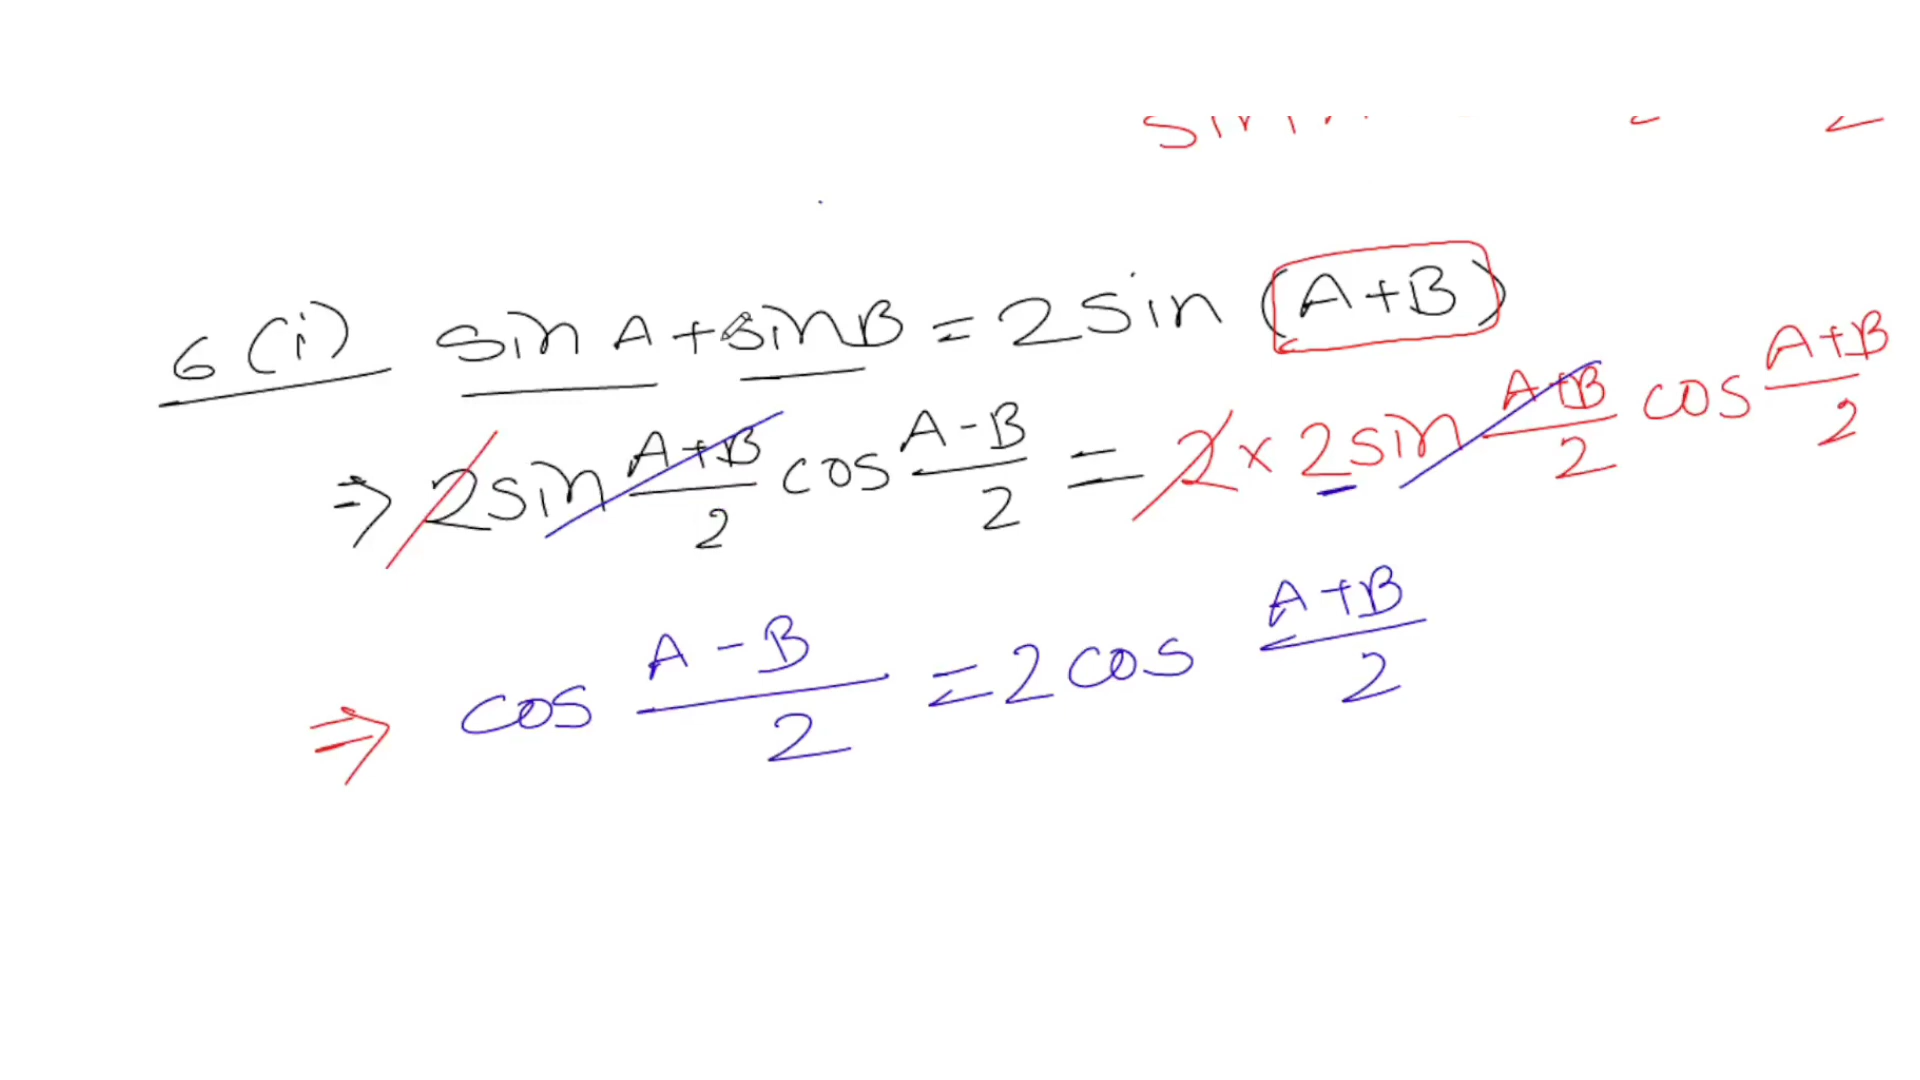 6 (i) sin A + sin B = 2 sin (A+B)
⇒ 2 sin A+B/2 cos A-B/2 = 2 × 2 sin A+B/2 cos A+B/2
⇒ cos A-B/2 = 2 cos A+B/2